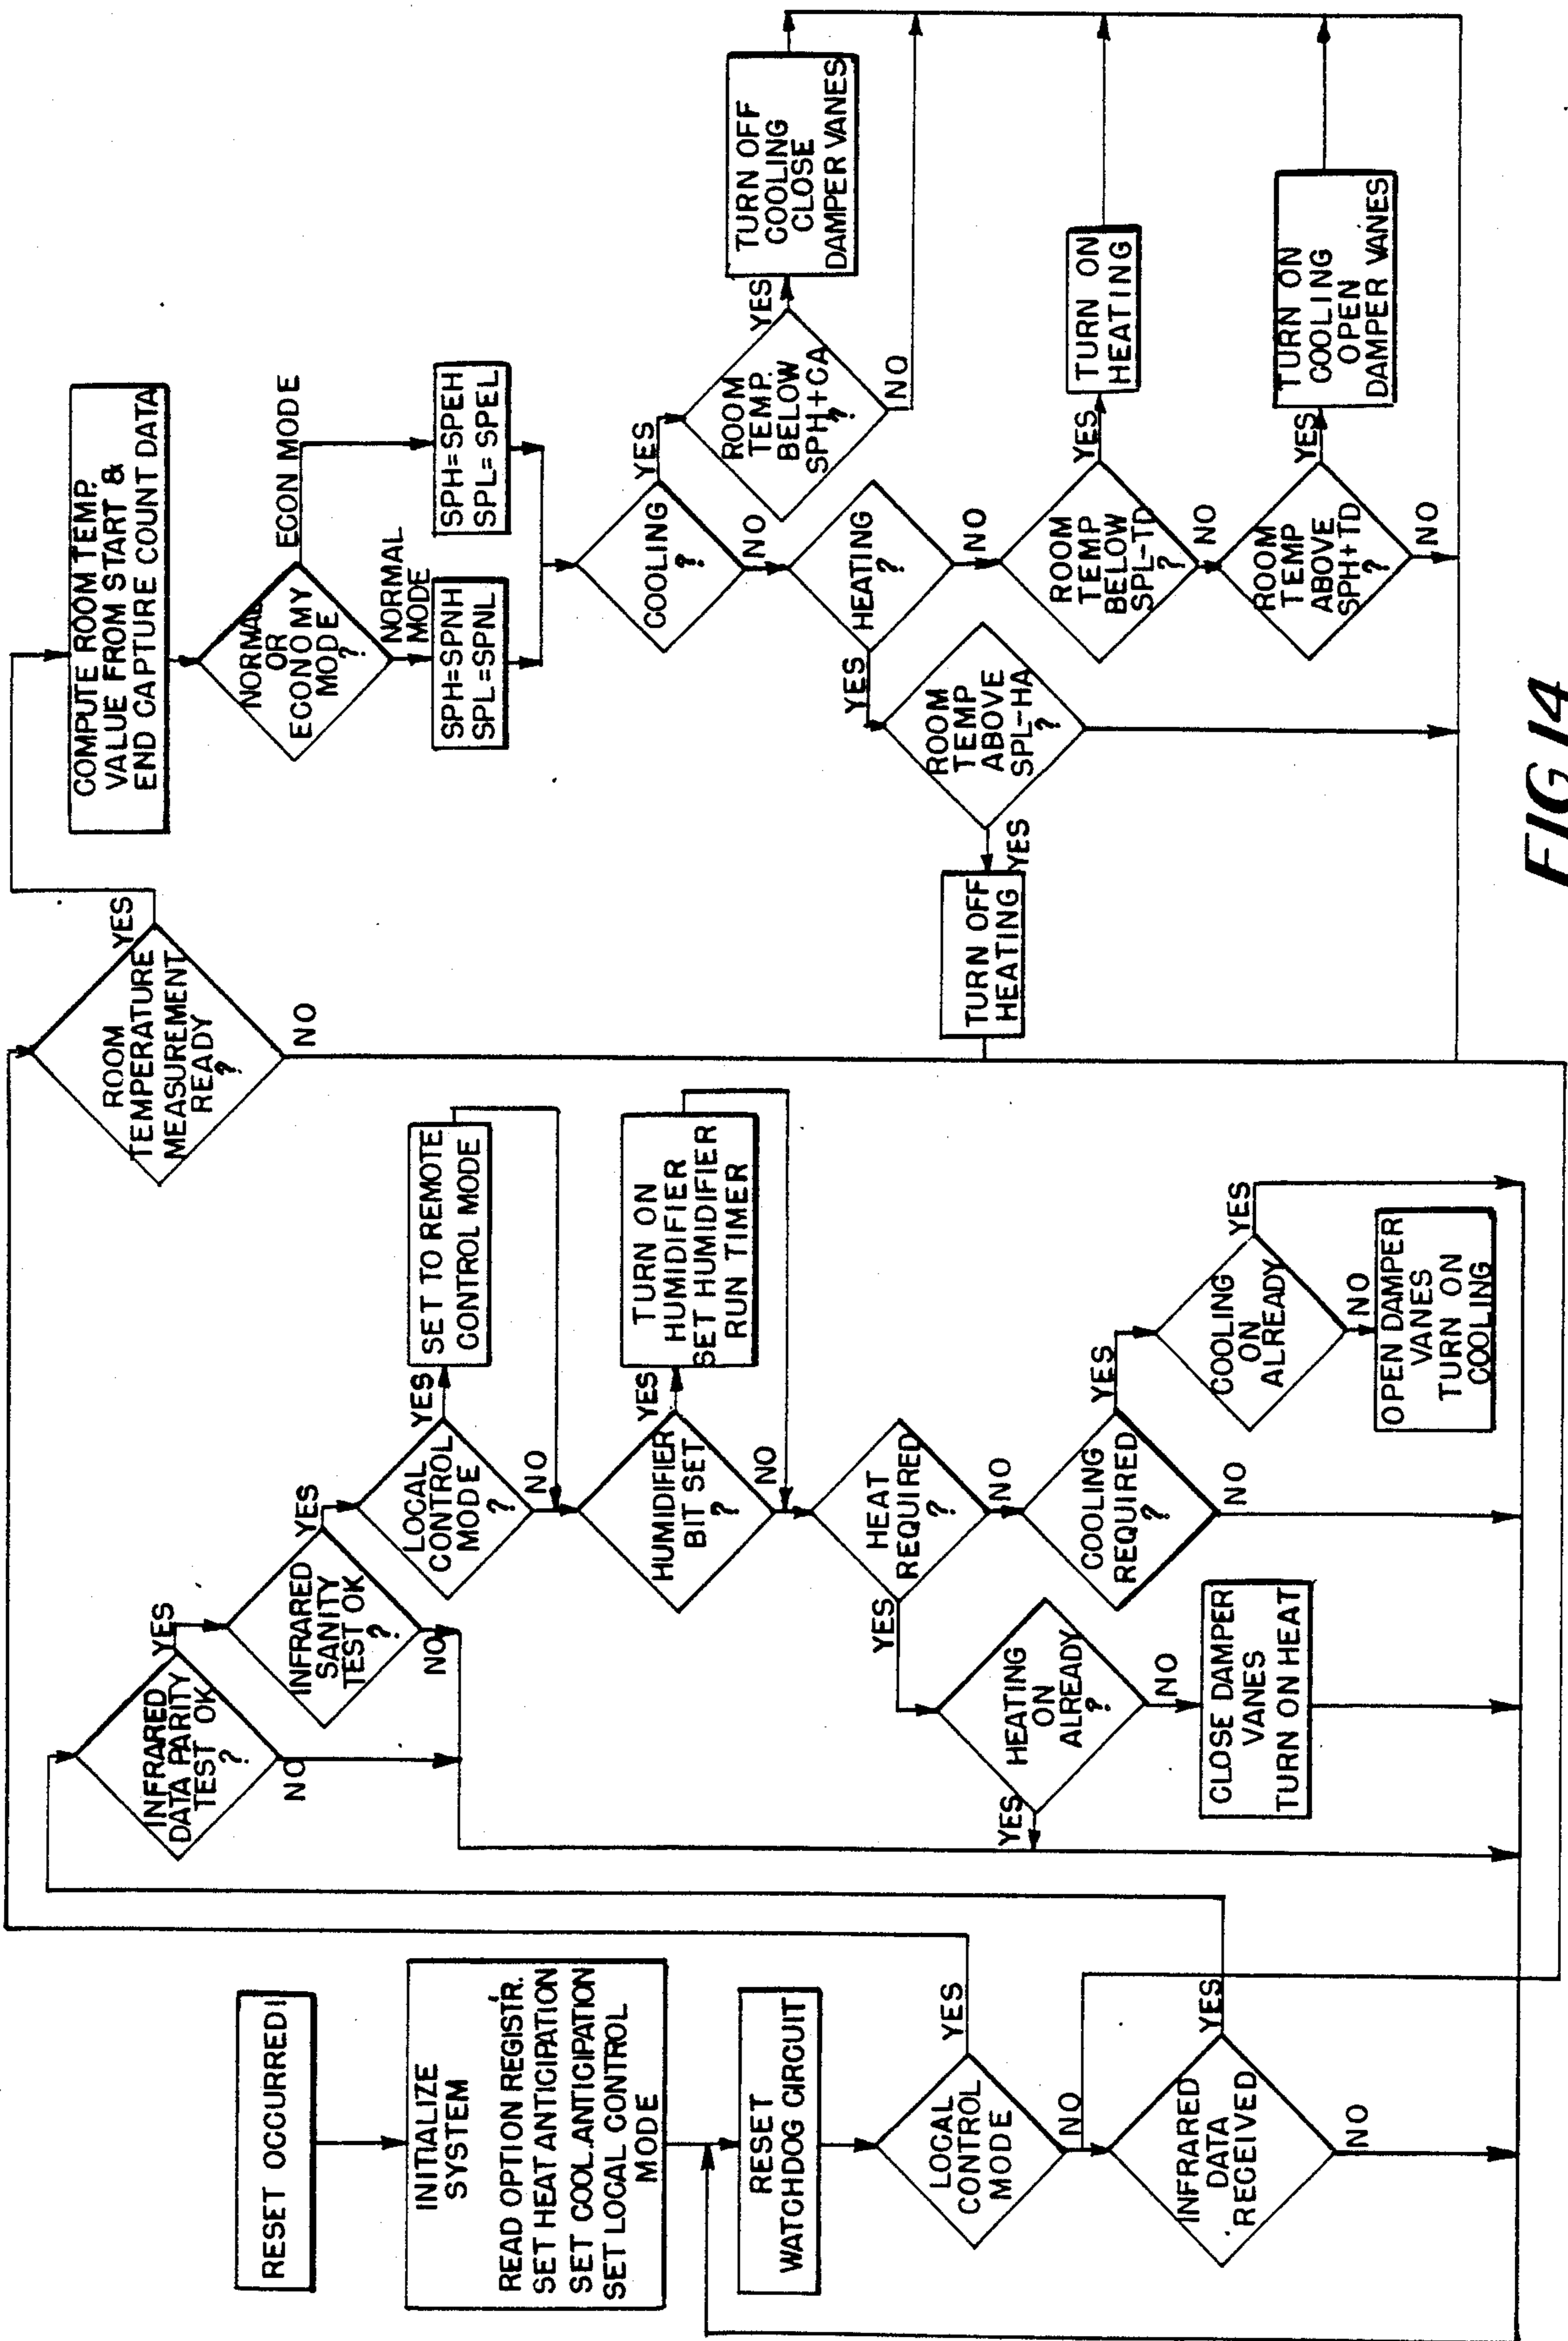 RESET OCCURRED!
INITIALIZE
SYSTEM
READ OPTION REGISTR.
SET HEAT ANTICIPATION
SET COOL.ANTICIPATION
SET LOCAL CONTROL
MODE
RESET
WATCHDOG CIRCUIT
LOCAL
CONTROL
MODE
YES
NO
INFRARED
DATA
RECEIVED
YES
NO
INFRARED
DATA PARITY
TEST OK
?
YES
NO
INFRARED
SANITY
TEST OK
?
YES
NO
LOCAL
CONTROL
MODE
?
YES
NO
SET TO REMOTE
CONTROL MODE
HUMIDIFIER
BIT SET
?
YES
NO
TURN ON
HUMIDIFIER
SET HUMIDIFIER
RUN TIMER
HEAT
REQUIRED
?
YES
NO
HEATING
ON
ALREADY
?
YES
NO
CLOSE DAMPER
VANES
TURN ON HEAT
COOLING
REQUIRED
?
YES
NO
COOLING
ON
ALREADY
YES
NO
OPEN DAMPER
VANES
TURN ON
COOLING
ROOM
TEMPERATURE
MEASUREMENT
READY
?
YES
NO
COMPUTE ROOM TEMP.
VALUE FROM START &
END CAPTURE COUNT DATA
NORMAL
OR
ECONOMY
MODE
?
ECON MODE
NORMAL
MODE
SPH=SPNH
SPL=SPNL
SPH=SPEH
SPL=SPEL
COOLING
?
YES
NO
ROOM
TEMP.
BELOW
SPH+CA
?
YES
NO
TURN OFF
COOLING
CLOSE
DAMPER VANES
HEATING
?
YES
NO
ROOM
TEMP
ABOVE
SPL-HA
?
YES
TURN OFF
HEATING
ROOM
TEMP
BELOW
SPL-TD
?
YES
NO
TURN ON
HEATING
ROOM
TEMP
ABOVE
SPH+TD
?
YES
NO
TURN ON
COOLING
OPEN
DAMPER VANES
FIG 14